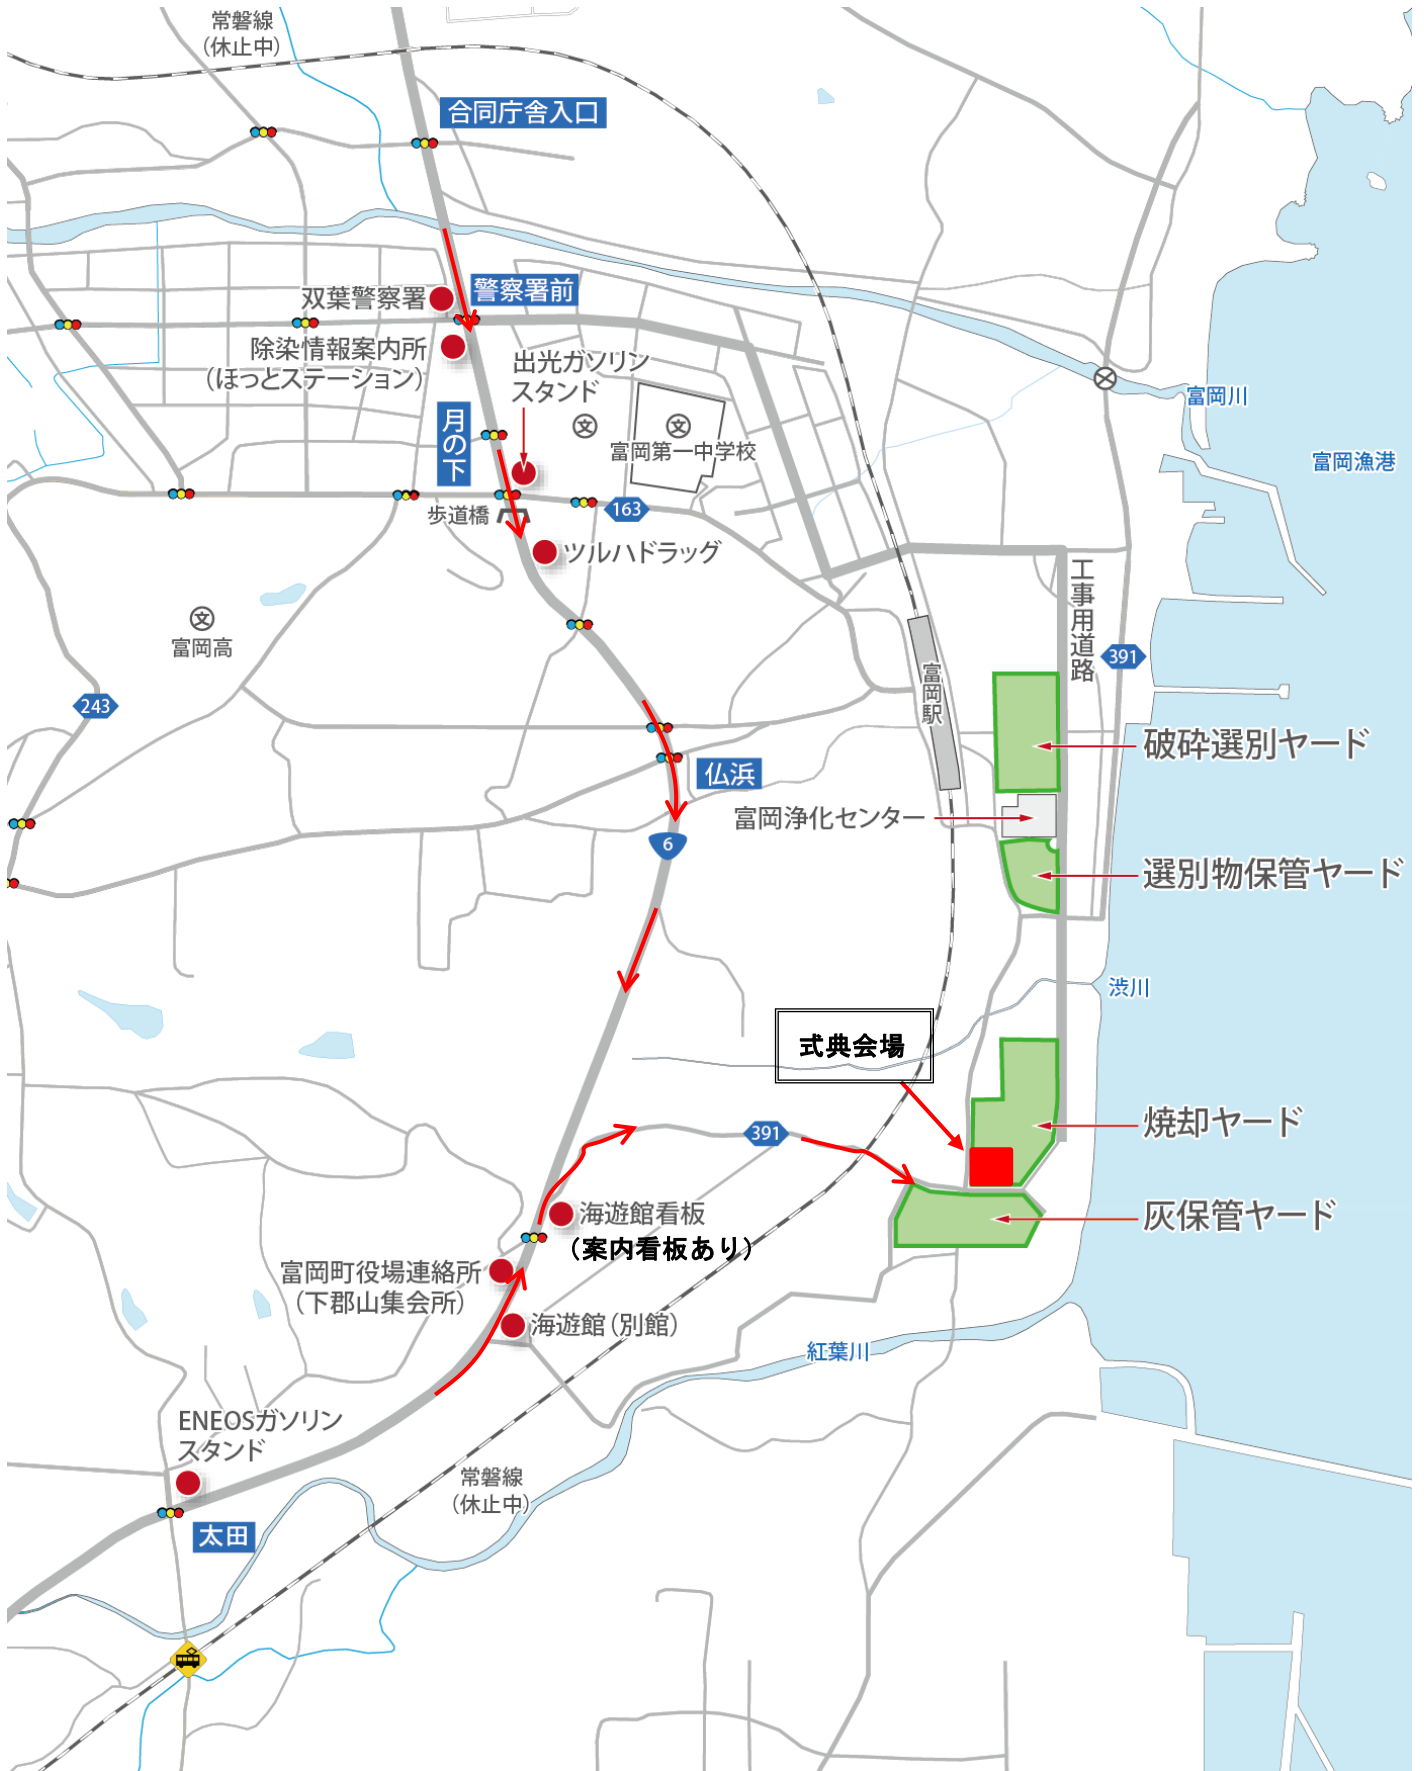 常磐線
（休止中）
合同庁舎入口
双葉警察署
警察署前
除染情報案内所
（ほっとステーション）
出光ガソリン
スタンド
月の下
文
文
富岡第一中学校
富岡川
富岡漁港
歩道橋
163
ツルハドラッグ
工事用道路
文
富岡高
391
富岡駅
243
破砕選別ヤード
仏浜
富岡浄化センター
6
選別物保管ヤード
渋川
式典会場
焼却ヤード
391
海遊館看板
（案内看板あり）
灰保管ヤード
富岡町役場連絡所
（下郡山集会所）
海遊館（別館）
紅葉川
ENEOSガソリン
スタンド
常磐線
（休止中）
太田